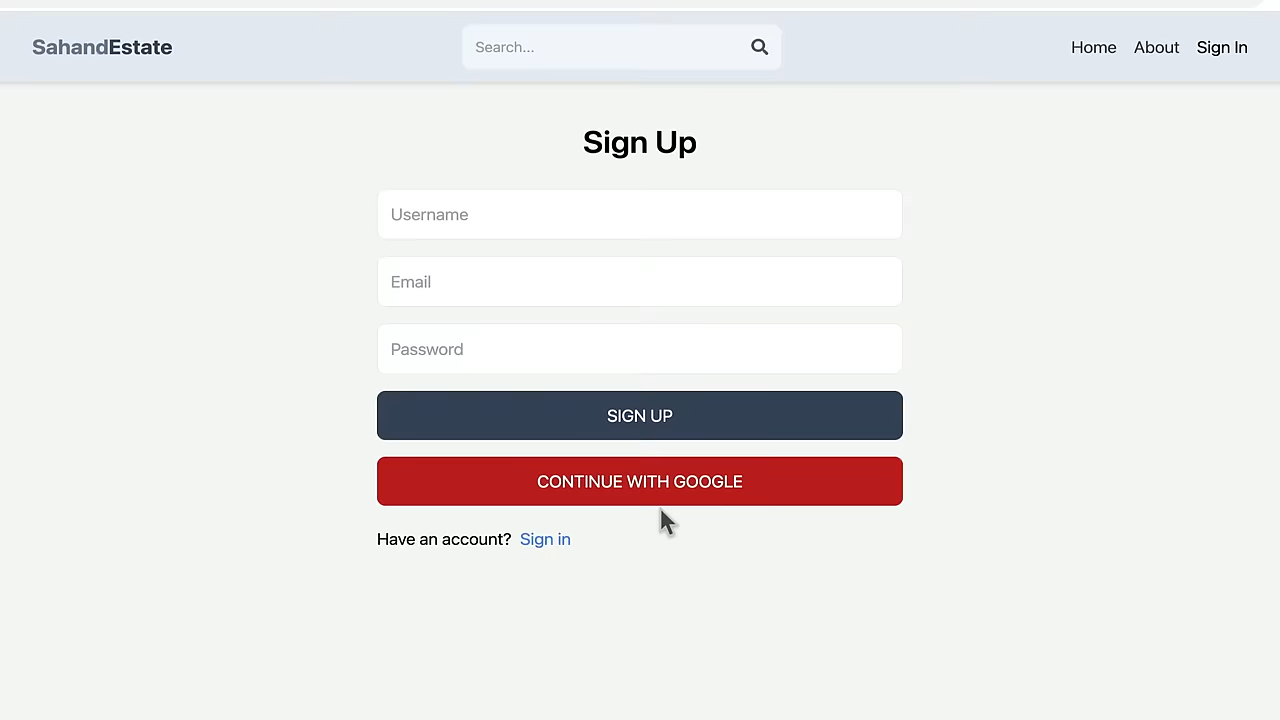 SahandEstate
Search...
Home About Sign In
Sign Up
Username
Email
Password
SIGN UP
CONTINUE WITH GOOGLE
Have an account? Sign in